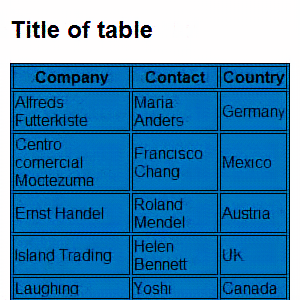 Title of table
Company Contact Country
Alfreds Maria
Futterkiste Anders Germany
Centro
comercial Francisco Mexico
Moctezuma Chang
Ernst Handel Roland Austria
Mendel
Island Trading Helen UK
Bennett
Laughing Yoshi Canada